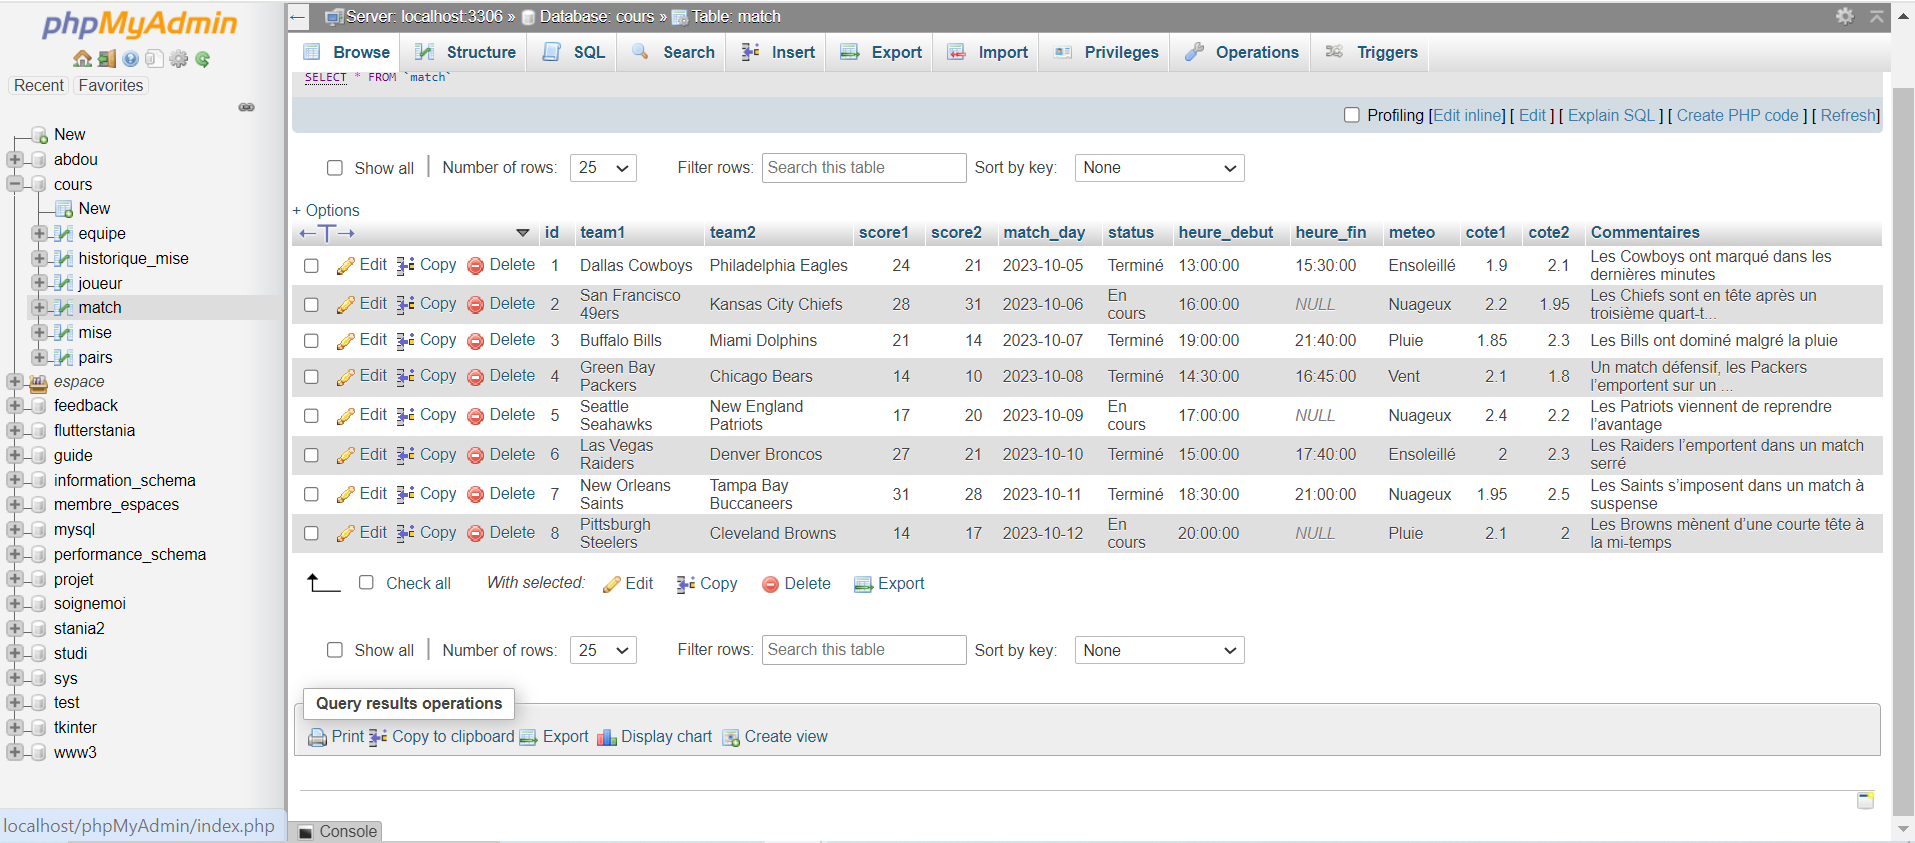 phpMyAdmin
Recent Favorites
New
abdou
cours
New
equipe
historique_mise
joueur
match
mise
pairs
espace
feedback
flutterstania
guide
information_schema
membre_espaces
mysql
performance_schema
projet
soignemoi
stania2
studi
sys
test
tkinter
www3
localhost/phpMyAdmin/index.php
Server: localhost:3306 » Database: cours » Table: match
Browse Structure SQL Search Insert Export Import Privileges Operations Triggers
SELECT * FROM `match`
Profiling [Edit inline] [ Edit ] [ Explain SQL ] [ Create PHP code ] [ Refresh]
Show all | Number of rows: 25 Filter rows: Search this table Sort by key: None
+ Options
id team1 team2 score1 score2 match_day status heure_debut heure_fin meteo cote1 cote2 Commentaires
Edit Copy Delete 1 Dallas Cowboys Philadelphia Eagles 24 21 2023-10-05 Terminé 13:00:00 15:30:00 Ensoleillé 1.9 2.1 Les Cowboys ont marqué dans les
dernières minutes
Edit Copy Delete 2 San Francisco 49ers Kansas City Chiefs 28 31 2023-10-06 En cours 16:00:00 NULL Nuageux 2.2 1.95 Les Chiefs sont en tête après un
troisième quart-t...
Edit Copy Delete 3 Buffalo Bills Miami Dolphins 21 14 2023-10-07 Terminé 19:00:00 21:40:00 Pluie 1.85 2.3 Les Bills ont dominé malgré la pluie
Edit Copy Delete 4 Green Bay Packers Chicago Bears 14 10 2023-10-08 Terminé 14:30:00 16:45:00 Vent 2.1 1.8 Un match défensif, les Packers
l’emportent sur un ...
Edit Copy Delete 5 Seattle Seahawks New England Patriots 17 20 2023-10-09 En cours 17:00:00 NULL Nuageux 2.4 2.2 Les Patriots viennent de reprendre
l’avantage
Edit Copy Delete 6 Las Vegas Raiders Denver Broncos 27 21 2023-10-10 Terminé 15:00:00 17:40:00 Ensoleillé 2 2.3 Les Raiders l’emportent dans un match
serré
Edit Copy Delete 7 New Orleans Saints Tampa Bay Buccaneers 31 28 2023-10-11 Terminé 18:30:00 21:00:00 Nuageux 1.95 2.5 Les Saints s’imposent dans un match à
suspense
Edit Copy Delete 8 Pittsburgh Steelers Cleveland Browns 14 17 2023-10-12 En cours 20:00:00 NULL Pluie 2.1 2 Les Browns mènent d’une courte tête à
la mi-temps
Check all With selected: Edit Copy Delete Export
Show all | Number of rows: 25 Filter rows: Search this table Sort by key: None
Query results operations
Print Copy to clipboard Export Display chart Create view
Console